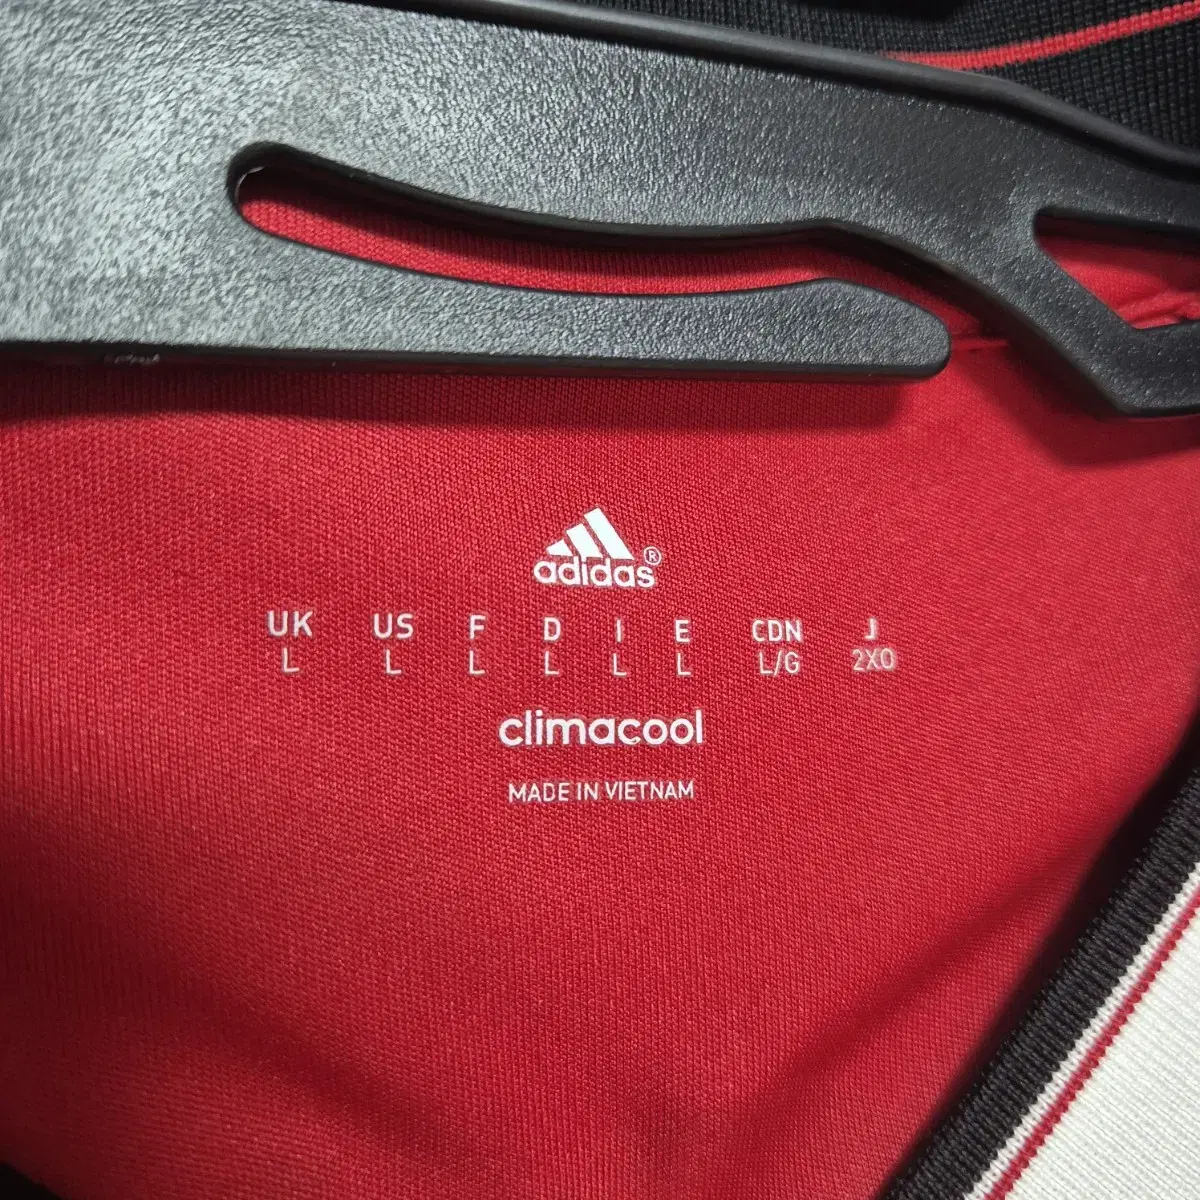 adidas®
UK US F D I E CDN J
L L L L L L L/G 2XO
climacool
MADE IN VIETNAM